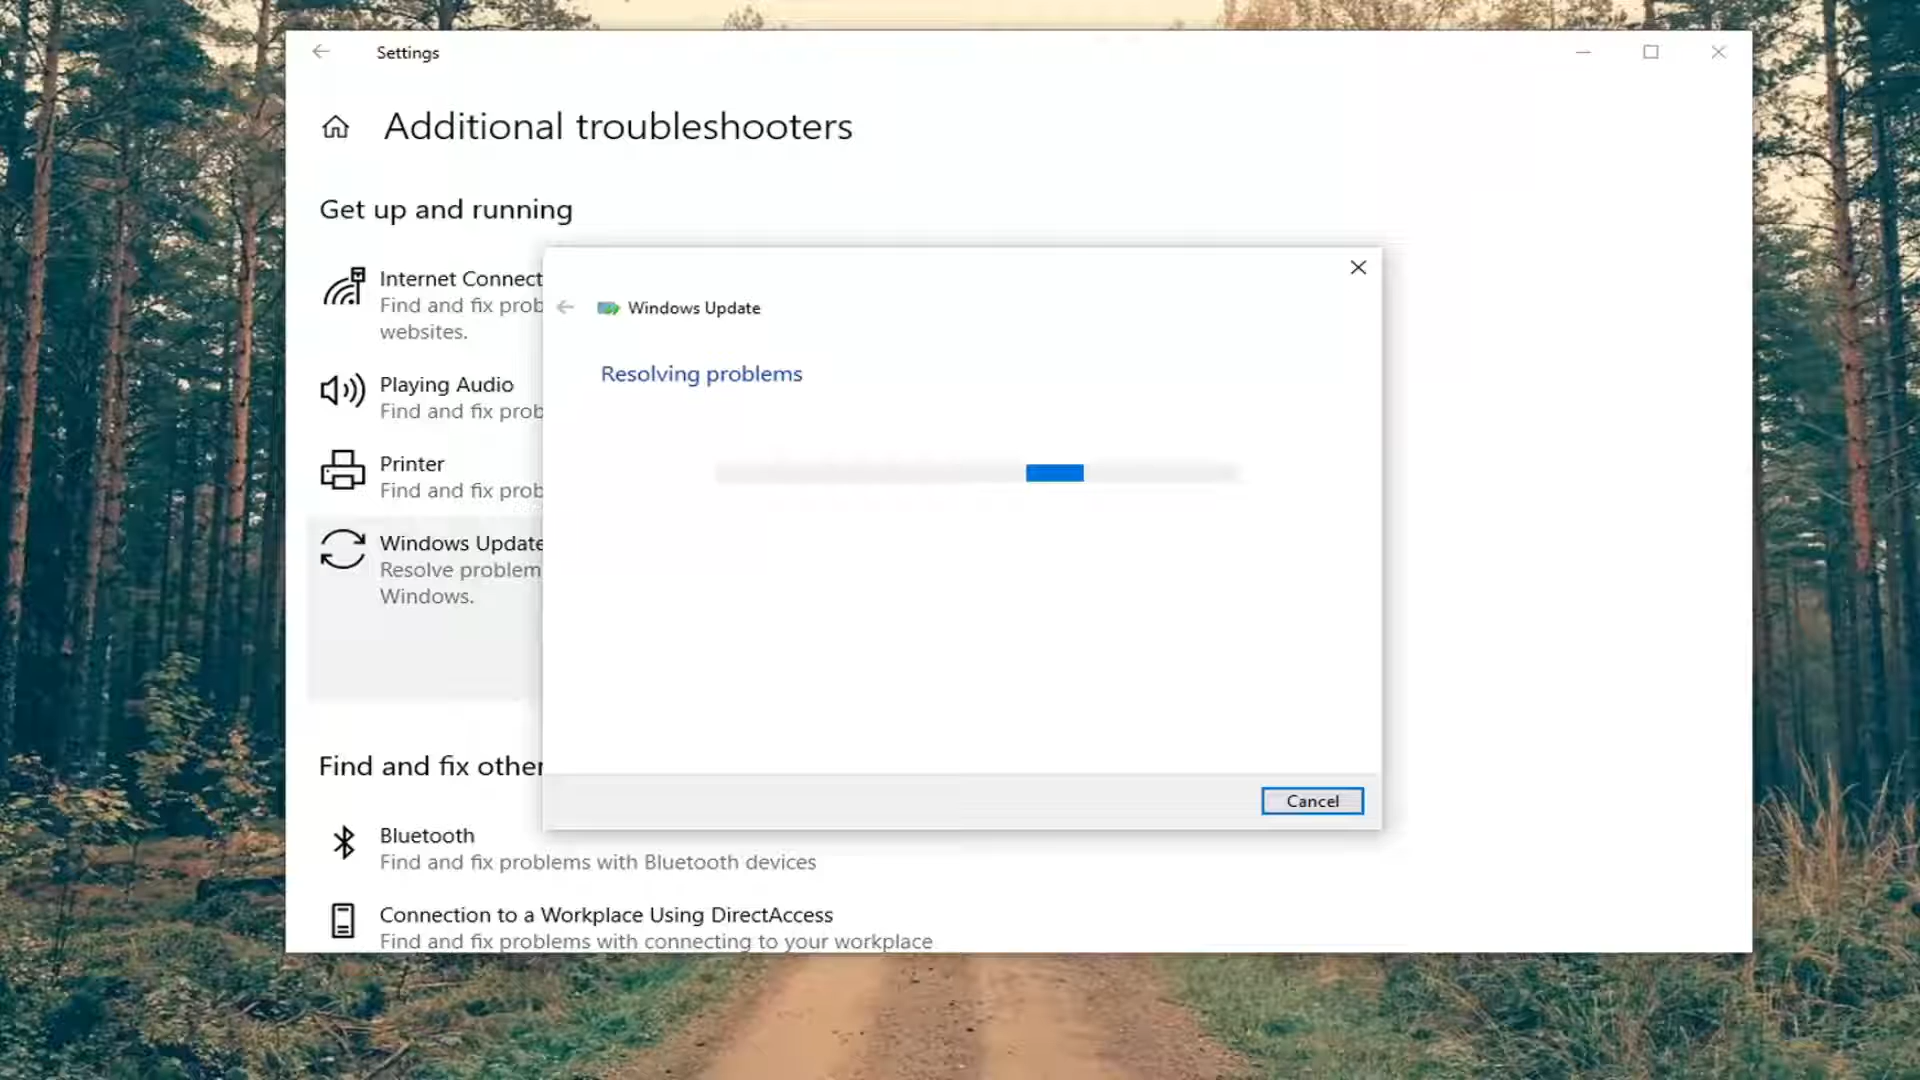 Settings
Additional troubleshooters
Get up and running
Internet Connect
Find and fix prob
websites.
Playing Audio
Find and fix prob
Printer
Find and fix prob
Windows Update
Resolve problem
Windows.
Windows Update
Resolving problems
Cancel
Find and fix other
Bluetooth
Find and fix problems with Bluetooth devices
Connection to a Workplace Using DirectAccess
Find and fix problems with connecting to your workplace